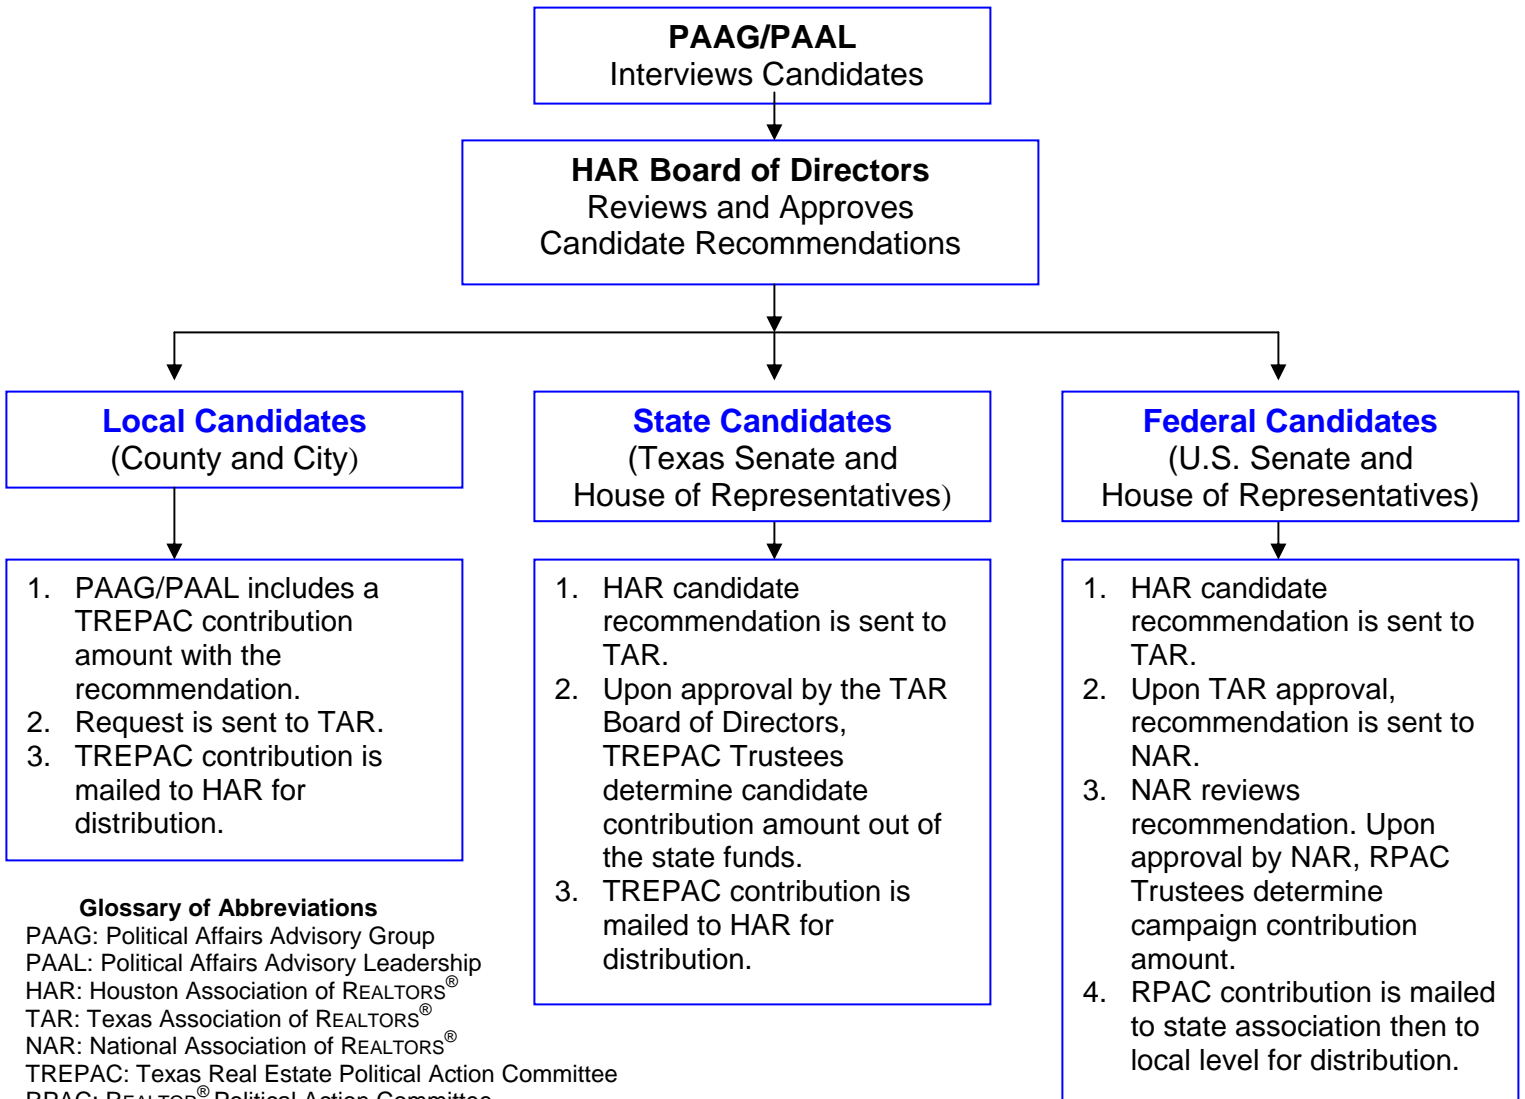 PAAG/PAAL
Interviews Candidates
HAR Board of Directors
Reviews and Approves
Candidate Recommendations
Local Candidates
(County and City)
State Candidates
(Texas Senate and
House of Representatives)
Federal Candidates
(U.S. Senate and
House of Representatives)
1. PAAG/PAAL includes a
TREPAC contribution
amount with the
recommendation.
2. Request is sent to TAR.
3. TREPAC contribution is
mailed to HAR for
distribution.
1. HAR candidate
recommendation is sent to
TAR.
2. Upon approval by the TAR
Board of Directors,
TREPAC Trustees
determine candidate
contribution amount out of
the state funds.
3. TREPAC contribution is
mailed to HAR for
distribution.
1. HAR candidate
recommendation is sent to
TAR.
2. Upon TAR approval,
recommendation is sent to
NAR.
3. NAR reviews
recommendation. Upon
approval by NAR, RPAC
Trustees determine
campaign contribution
amount.
4. RPAC contribution is mailed
to state association then to
local level for distribution.
Glossary of Abbreviations
PAAG: Political Affairs Advisory Group
PAAL: Political Affairs Advisory Leadership
HAR: Houston Association of REALTORS®
TAR: Texas Association of REALTORS®
NAR: National Association of REALTORS®
TREPAC: Texas Real Estate Political Action Committee
RPAC: REALTOR® Political Action Committee